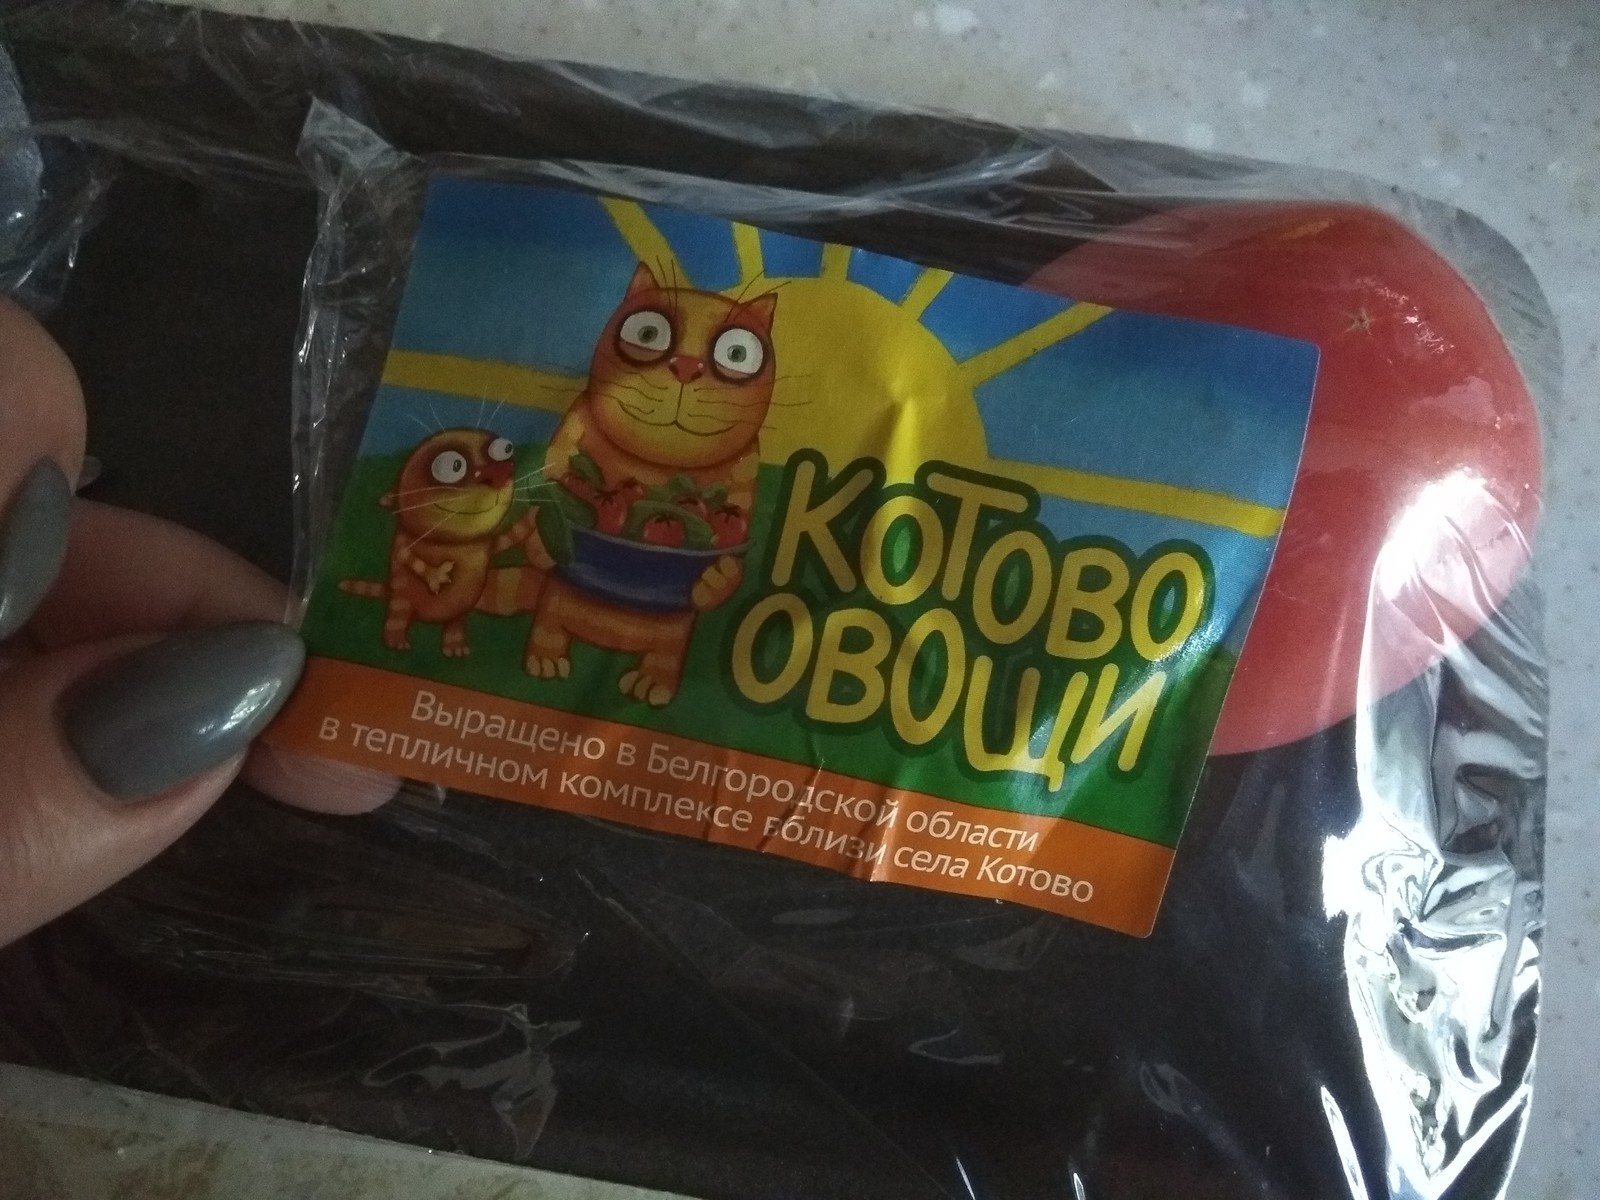 КОТОВО
ОВОЩИ
Выращено в Белгородской области
в тепличном комплексе вблизи села Котово